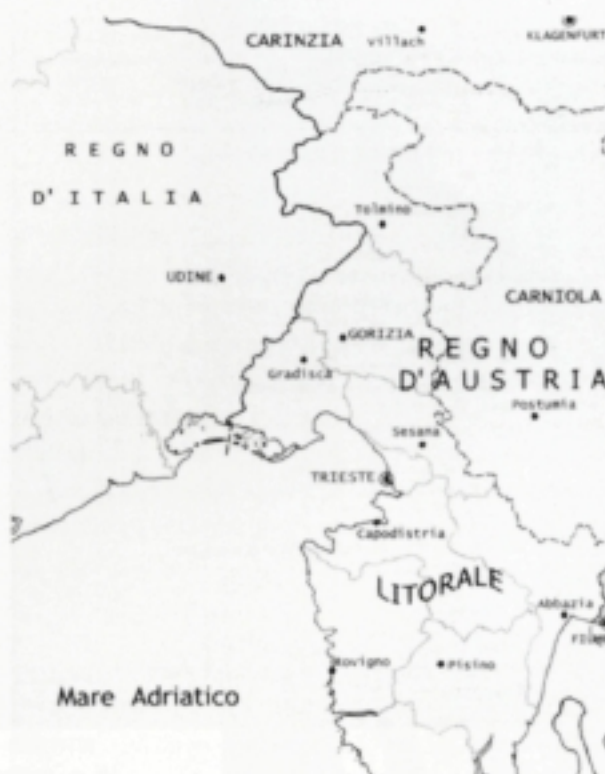 CARINZIA
Villach
KLAGENFURT
REGNO
D'ITALIA
Tolmino
UDINE
CARNIOLA
GORIZIA
REGNO
D'AUSTRIA
Gradisca
Postumia
Sesana
TRIESTE
Capodistria
LITORALE
Abbazia
Rovigno
Pisino
Mare Adriatico